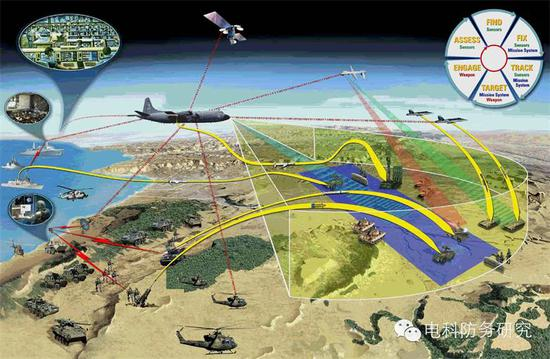 FIND
Sensors
FIX
Sensors
Mission System
TRACK
Sensors
Mission System
TARGET
Mission System
Weapon
ENGAGE
Weapon
ASSESS
Sensors
电科防务研究